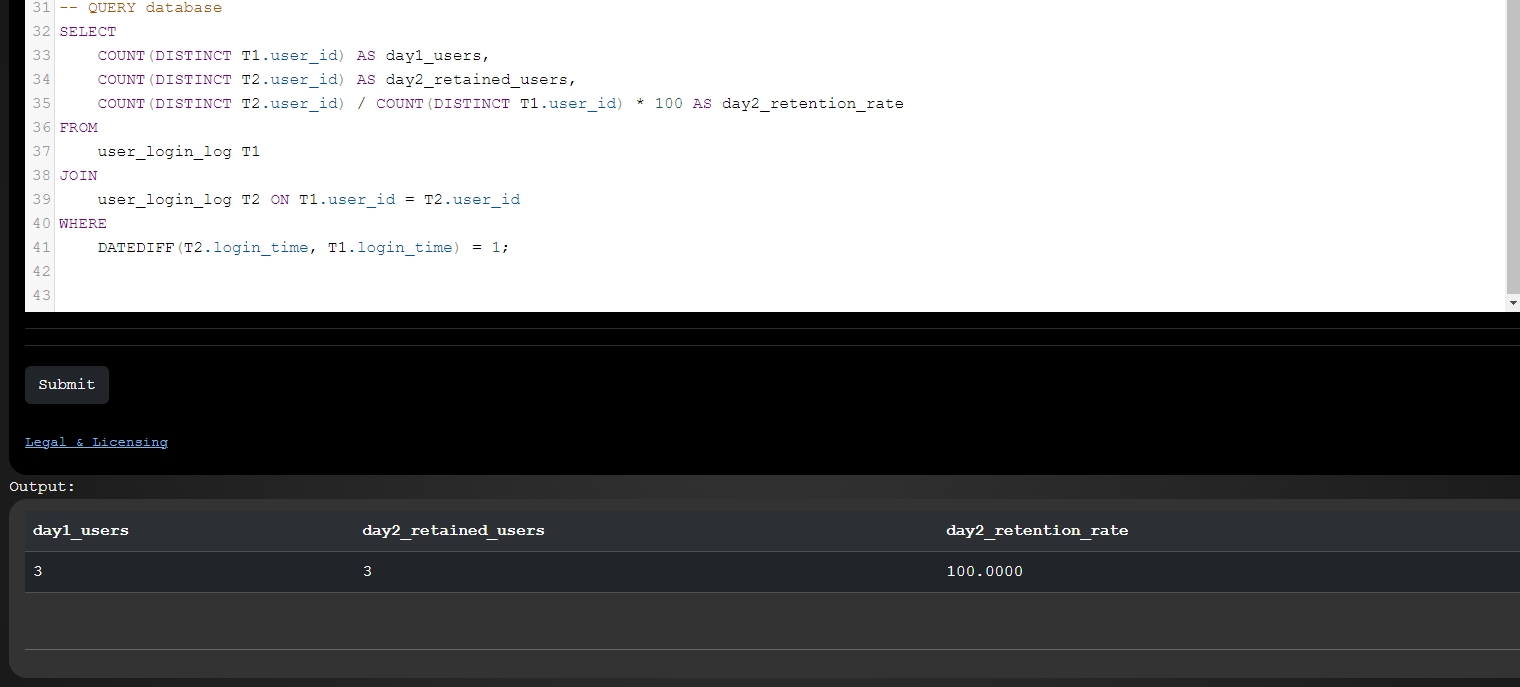 31 -- QUERY database
32 SELECT
33 COUNT(DISTINCT T1.user_id) AS day1_users,
34 COUNT(DISTINCT T2.user_id) AS day2_retained_users,
35 COUNT(DISTINCT T2.user_id) / COUNT(DISTINCT T1.user_id) * 100 AS day2_retention_rate
36 FROM
37 user_login_log T1
38 JOIN
39 user_login_log T2 ON T1.user_id = T2.user_id
40 WHERE
41 DATEDIFF(T2.login_time, T1.login_time) = 1;
42
43
Submit
Legal & Licensing
Output:
day1_users day2_retained_users day2_retention_rate
3 3 100.0000